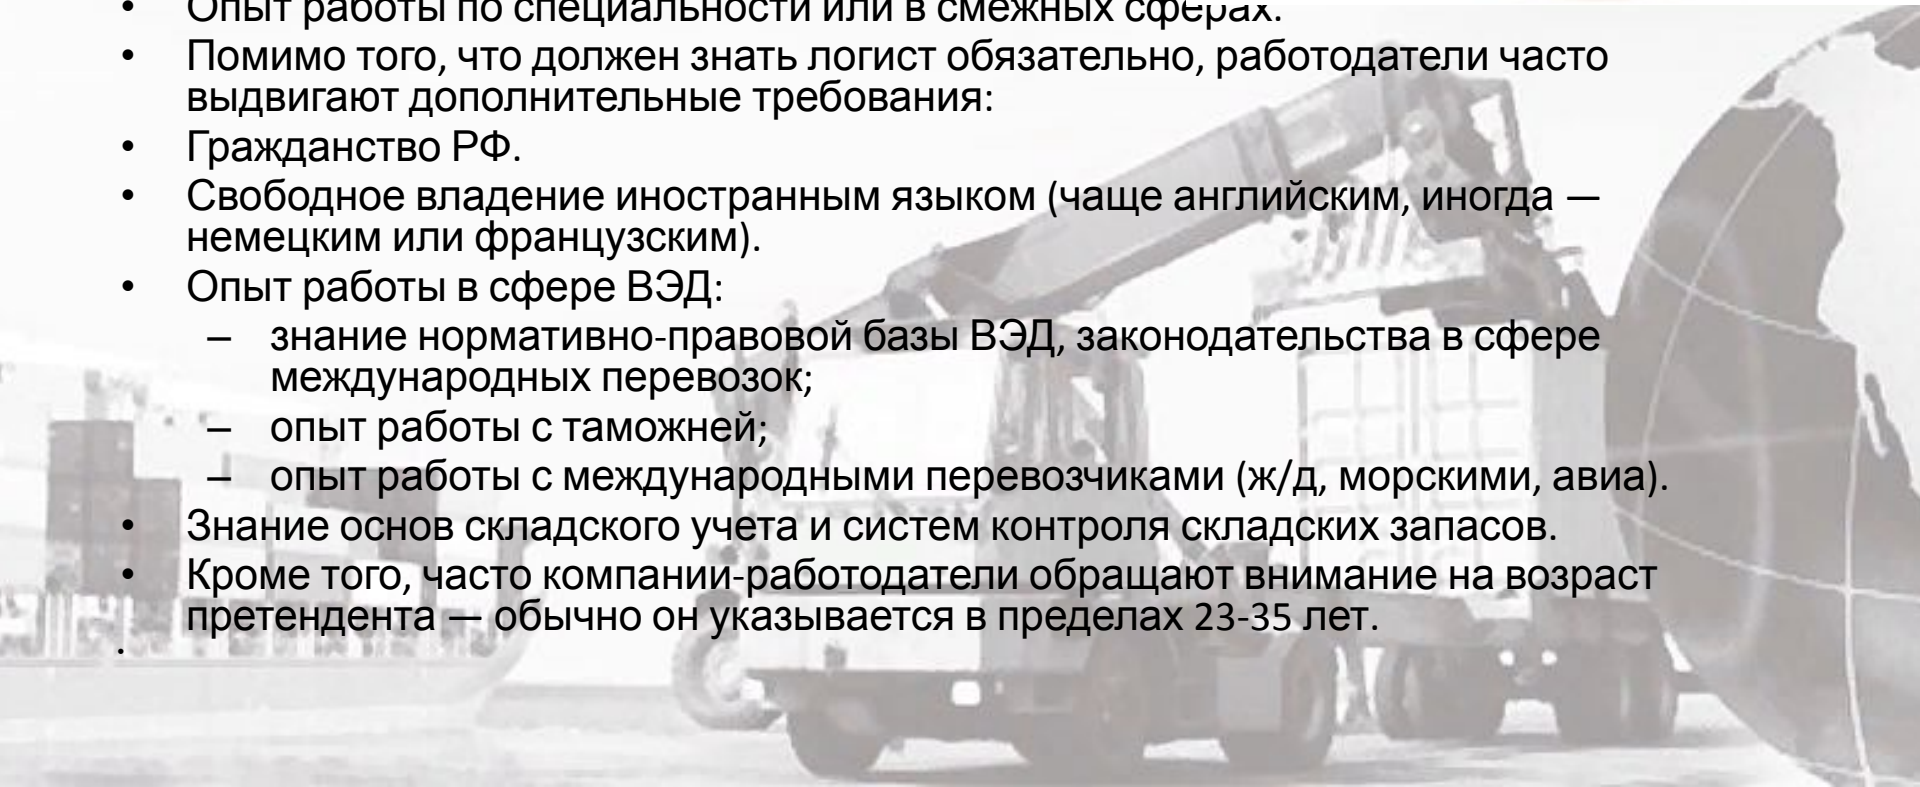 • Опыт работы по специальности или в смежных сферах.
• Помимо того, что должен знать логист обязательно, работодатели часто
выдвигают дополнительные требования:
• Гражданство РФ.
• Свободное владение иностранным языком (чаще английским, иногда —
немецким или французским).
• Опыт работы в сфере ВЭД:
– знание нормативно-правовой базы ВЭД, законодательства в сфере
международных перевозок;
– опыт работы с таможней;
– опыт работы с международными перевозчиками (ж/д, морскими, авиа).
• Знание основ складского учета и систем контроля складских запасов.
• Кроме того, часто компании-работодатели обращают внимание на возраст
претендента — обычно он указывается в пределах 23-35 лет.
.